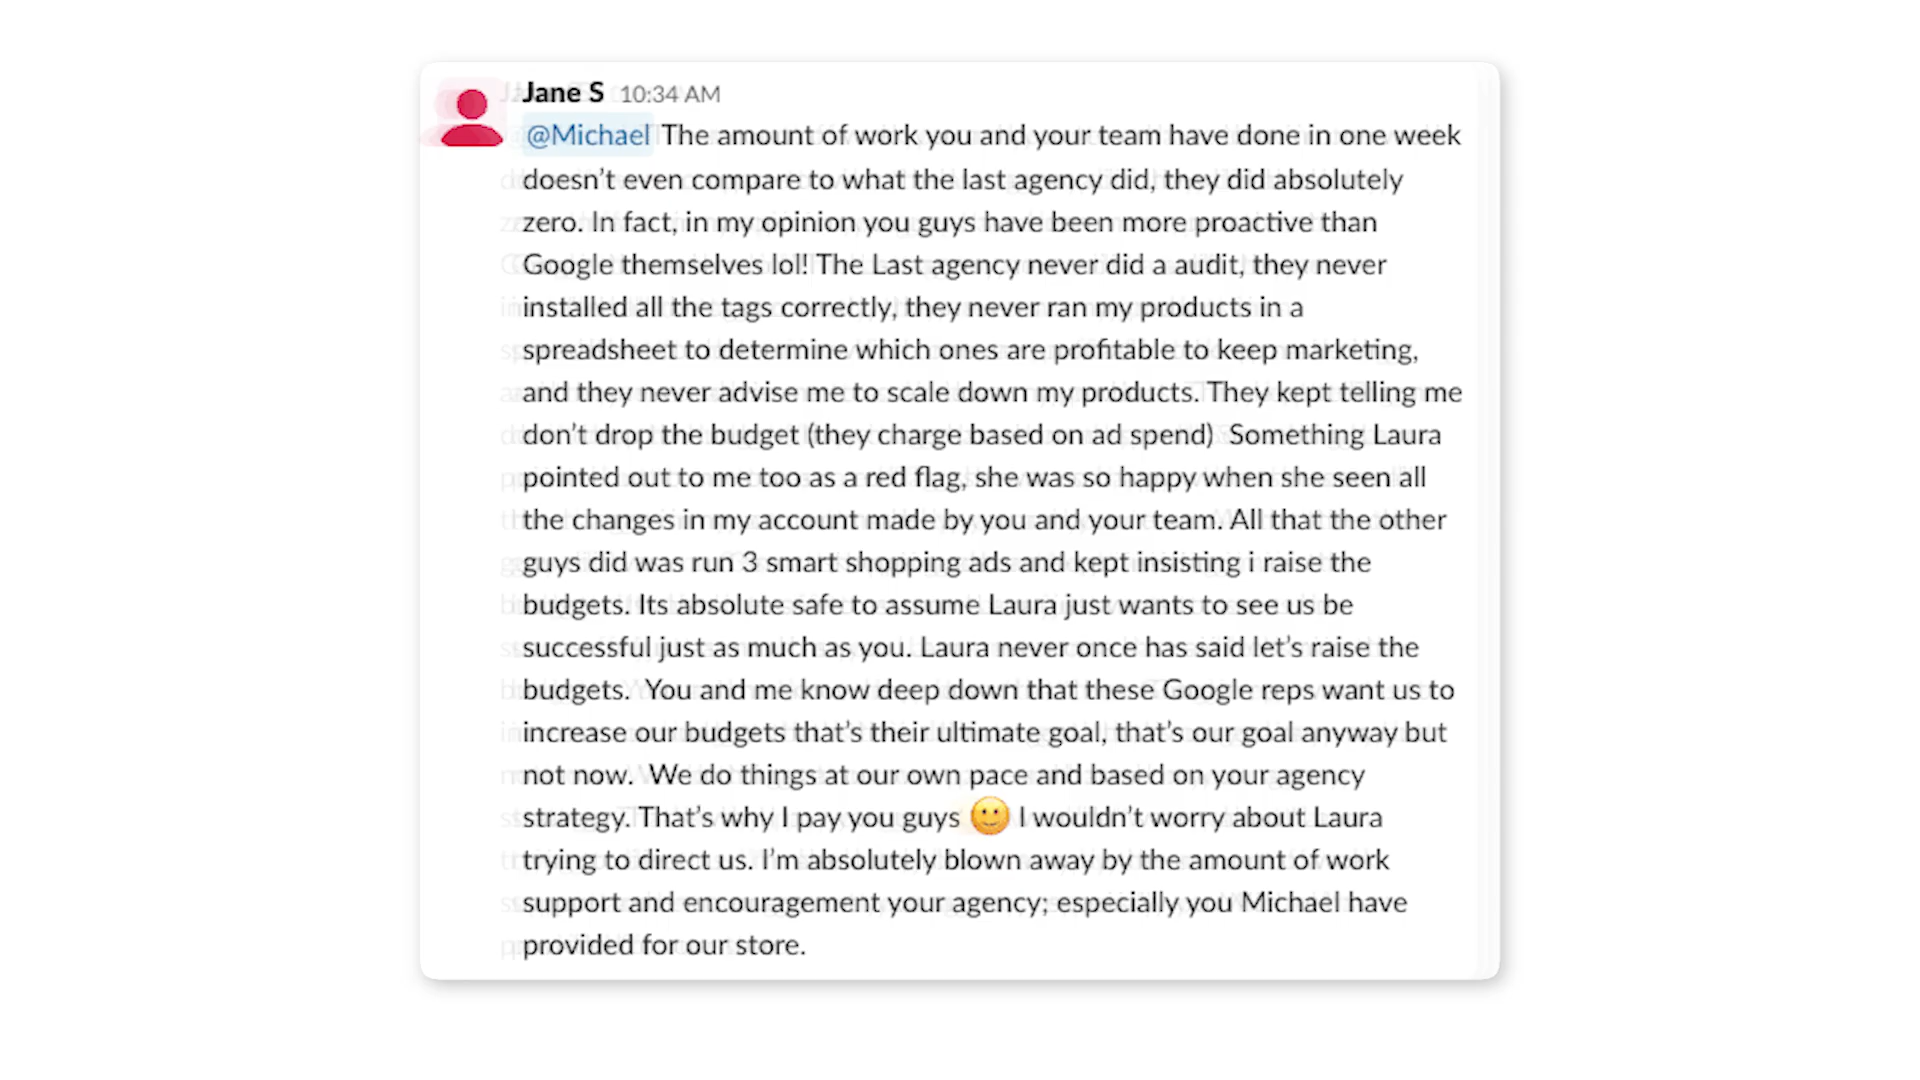 Jane S 10:34 AM
@Michael The amount of work you and your team have done in one week
doesn’t even compare to what the last agency did, they did absolutely
zero. In fact, in my opinion you guys have been more proactive than
Google themselves lol! The Last agency never did a audit, they never
installed all the tags correctly, they never ran my products in a
spreadsheet to determine which ones are profitable to keep marketing,
and they never advise me to scale down my products. They kept telling me
don’t drop the budget (they charge based on ad spend)  Something Laura
pointed out to me too as a red flag, she was so happy when she seen all
the changes in my account made by you and your team. All that the other
guys did was run 3 smart shopping ads and kept insisting i raise the
budgets. Its absolute safe to assume Laura just wants to see us be
successful just as much as you. Laura never once has said let’s raise the
budgets.  You and me know deep down that these Google reps want us to
increase our budgets that’s their ultimate goal, that’s our goal anyway but
not now.  We do things at our own pace and based on your agency
strategy. That’s why I pay you guys 🙂 I wouldn’t worry about Laura
trying to direct us. I’m absolutely blown away by the amount of work
support and encouragement your agency; especially you Michael have
provided for our store.